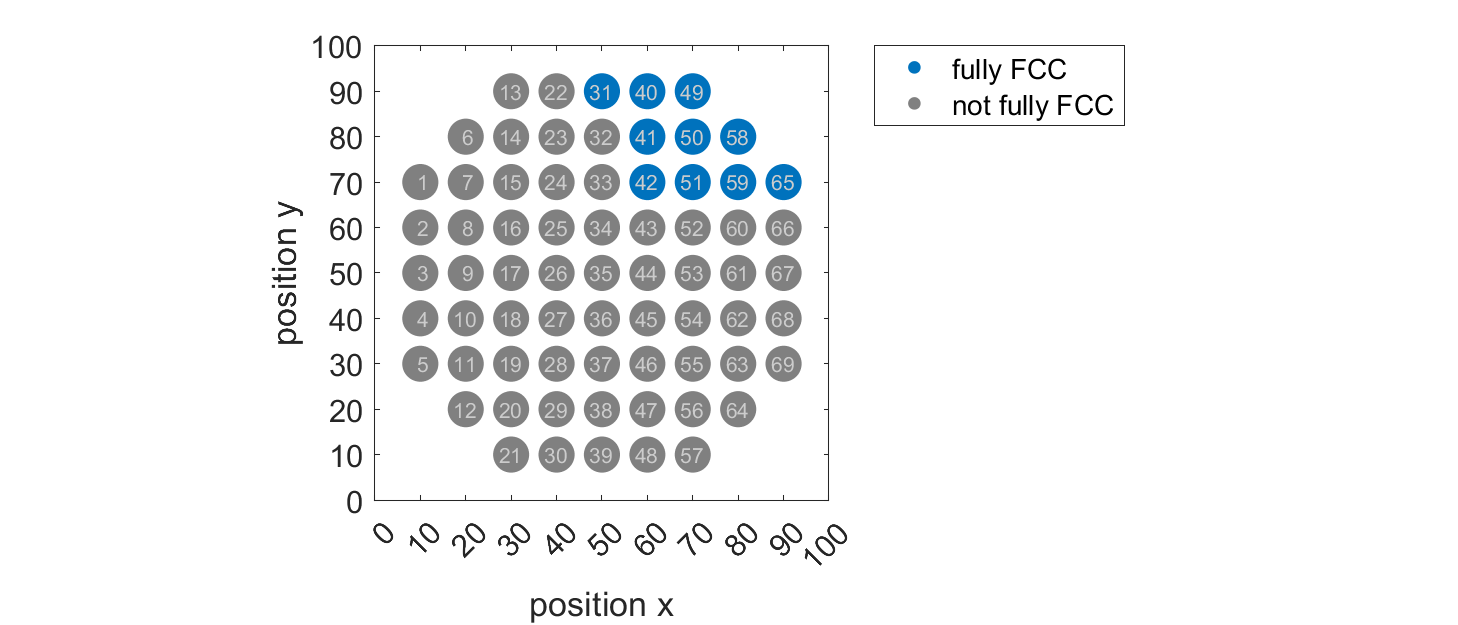 100
90
80
70
60
50
40
30
20
10
0
position y
13 22 31 40 49
6 14 23 32 41 50 58
1 7 15 24 33 42 51 59 65
2 8 16 25 34 43 52 60 66
3 9 17 26 35 44 53 61 67
4 10 18 27 36 45 54 62 68
5 11 19 28 37 46 55 63 69
12 20 29 38 47 56 64
21 30 39 48 57
0 10 20 30 40 50 60 70 80 90 100
position x
fully FCC
not fully FCC